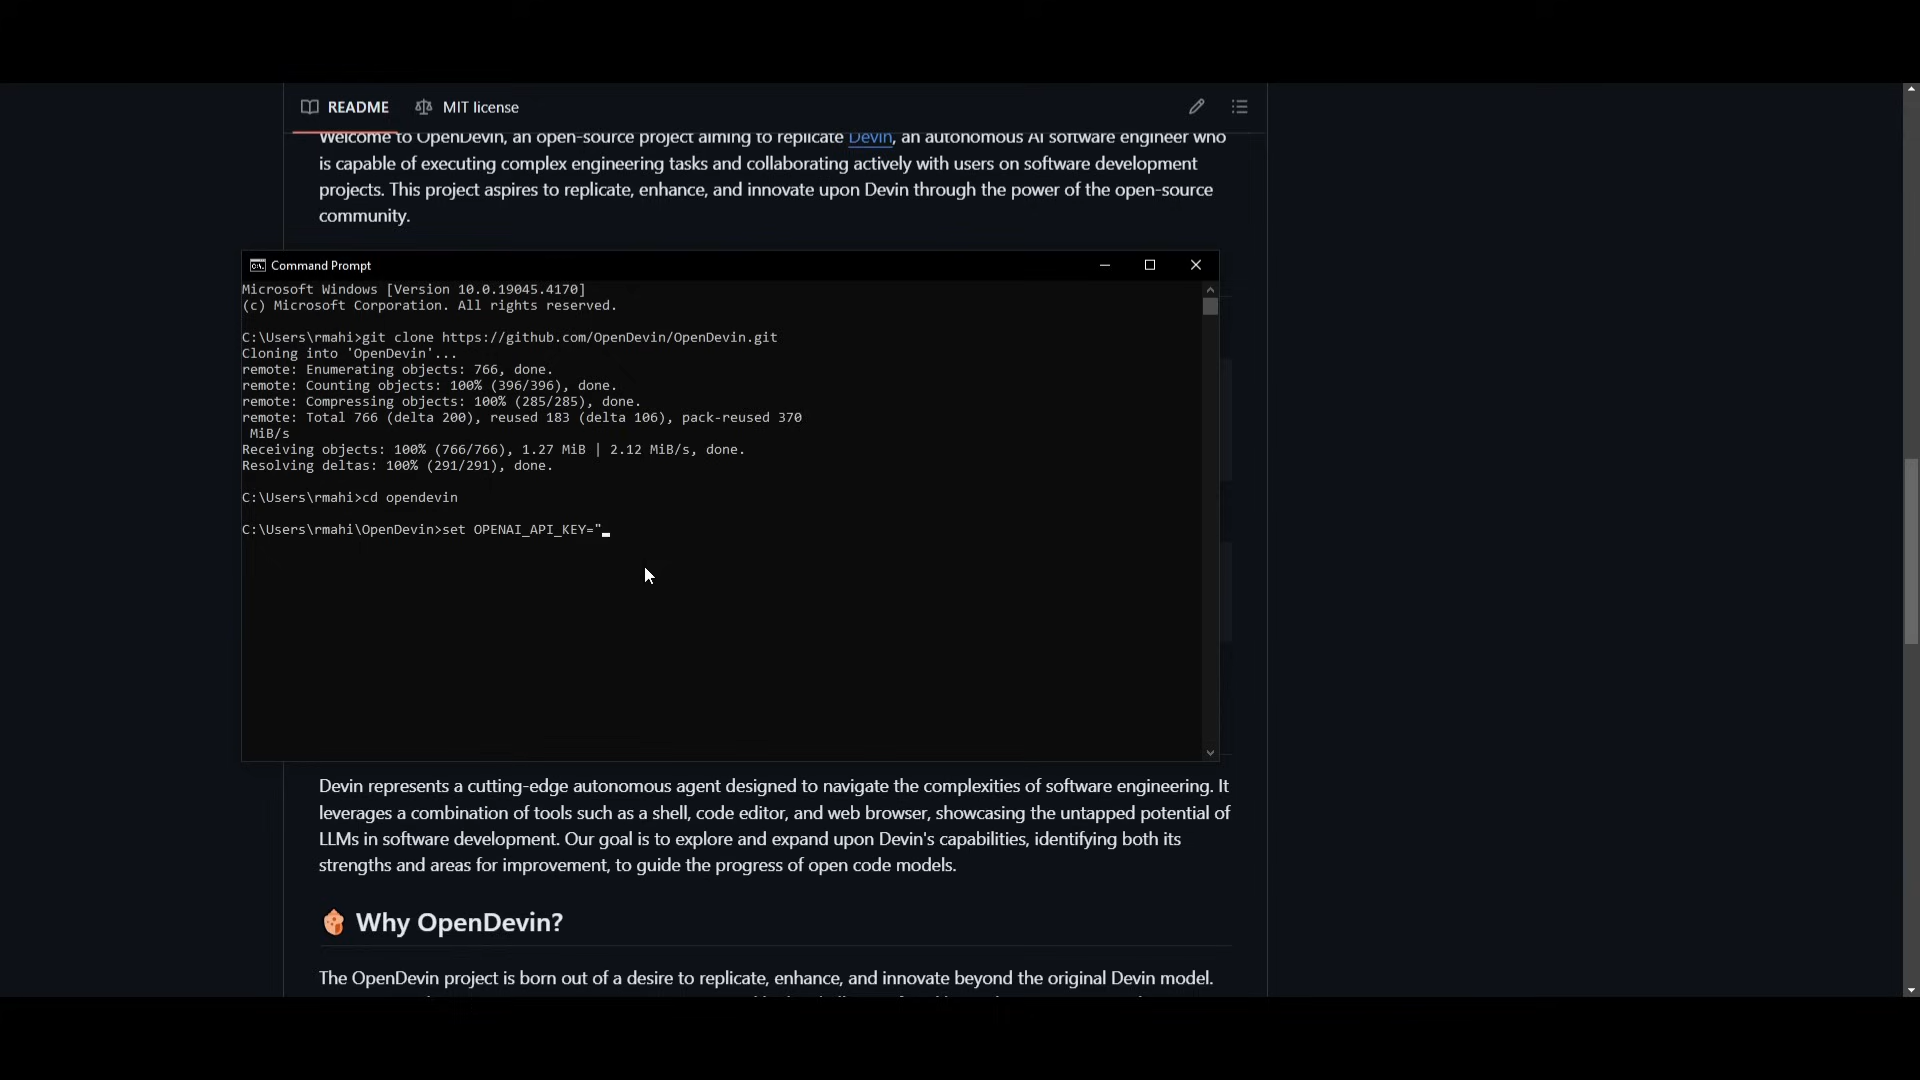 README
MIT license
Welcome to OpenDevin, an open-source project aiming to replicate Devin, an autonomous AI software engineer who
is capable of executing complex engineering tasks and collaborating actively with users on software development
projects. This project aspires to replicate, enhance, and innovate upon Devin through the power of the open-source
community.
Command Prompt
Microsoft Windows [Version 10.0.19045.4170]
(c) Microsoft Corporation. All rights reserved.
C:\Users\rmahi>git clone https://github.com/OpenDevin/OpenDevin.git
Cloning into 'OpenDevin'...
remote: Enumerating objects: 766, done.
remote: Counting objects: 100% (396/396), done.
remote: Compressing objects: 100% (285/285), done.
remote: Total 766 (delta 200), reused 183 (delta 106), pack-reused 370
MiB/s
Receiving objects: 100% (766/766), 1.27 MiB | 2.12 MiB/s, done.
Resolving deltas: 100% (291/291), done.
C:\Users\rmahi>cd opendevin
C:\Users\rmahi\OpenDevin>set OPENAI_API_KEY="
Devin represents a cutting-edge autonomous agent designed to navigate the complexities of software engineering. It
leverages a combination of tools such as a shell, code editor, and web browser, showcasing the untapped potential of
LLMs in software development. Our goal is to explore and expand upon Devin's capabilities, identifying both its
strengths and areas for improvement, to guide the progress of open code models.
Why OpenDevin?
The OpenDevin project is born out of a desire to replicate, enhance, and innovate beyond the original Devin model.